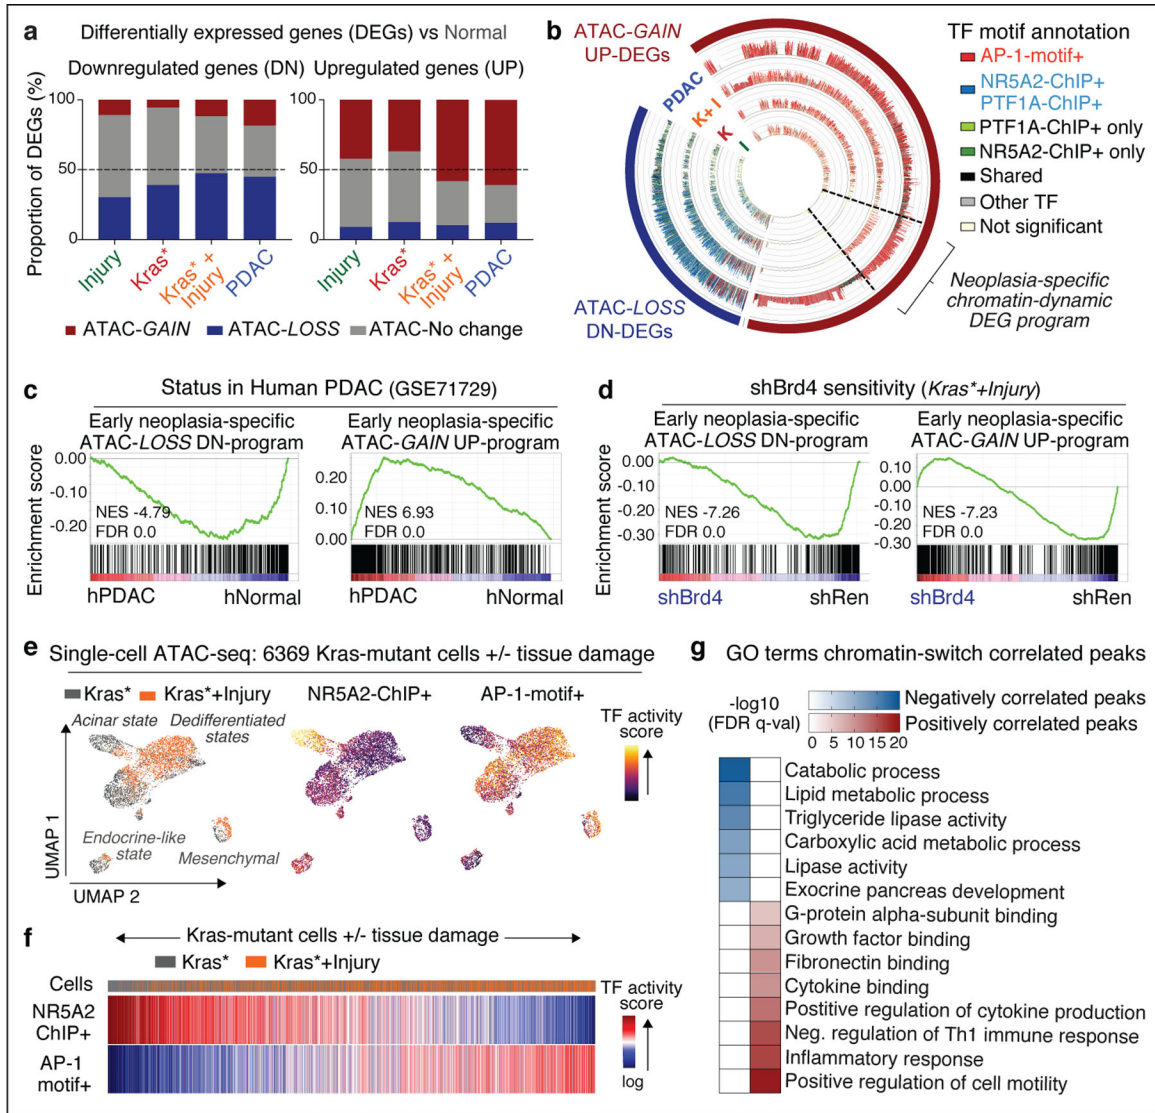 a
Differentially expressed genes (DEGs) vs Normal
Downregulated genes (DN)
Upregulated genes (UP)
Proportion of DEGs (%)
100
50
0
100
50
0
Injury
Kras*
Kras* +
Injury
PDAC
Injury
Kras*
Kras* +
Injury
PDAC
ATAC-GAIN
ATAC-LOSS
ATAC-No change
b
ATAC-GAIN
UP-DEGs
PDAC
K+ I
K
I
ATAC-LOSS
DN-DEGs
TF motif annotation
AP-1-motif+
NR5A2-ChIP+
PTF1A-ChIP+
PTF1A-ChIP+ only
NR5A2-ChIP+ only
Shared
Other TF
Not significant
Neoplasia-specific
chromatin-dynamic
DEG program
c
Status in Human PDAC (GSE71729)
Early neoplasia-specific
ATAC-LOSS DN-program
Early neoplasia-specific
ATAC-GAIN UP-program
Enrichment score
0.00
-0.10
-0.20
NES -4.79
FDR 0.0
hPDAC
hNormal
0.20
0.10
0.00
NES 6.93
FDR 0.0
hPDAC
hNormal
d
shBrd4 sensitivity (Kras*+Injury)
Early neoplasia-specific
ATAC-LOSS DN-program
Early neoplasia-specific
ATAC-GAIN UP-program
Enrichment score
0.00
-0.10
-0.20
-0.30
NES -7.26
FDR 0.0
shBrd4
shRen
0.10
0.00
-0.10
-0.20
-0.30
NES -7.23
FDR 0.0
shBrd4
shRen
e
Single-cell ATAC-seq: 6369 Kras-mutant cells +/- tissue damage
Kras*
Kras*+Injury
NR5A2-ChIP+
AP-1-motif+
Acinar state
Dedifferentiated
states
Endocrine-like
state
Mesenchymal
UMAP 1
UMAP 2
TF activity
score
f
Kras-mutant cells +/- tissue damage
Kras*
Kras*+Injury
Cells
NR5A2
ChIP+
AP-1
motif+
TF activity
score
log
g
GO terms chromatin-switch correlated peaks
-log10
(FDR q-val)
Negatively correlated peaks
Positively correlated peaks
0 5 10 15 20
Catabolic process
Lipid metabolic process
Triglyceride lipase activity
Carboxylic acid metabolic process
Lipase activity
Exocrine pancreas development
G-protein alpha-subunit binding
Growth factor binding
Fibronectin binding
Cytokine binding
Postitive regulation of cytokine production
Neg. regulation of Th1 immune response
Inflammatory response
Positive regulation of cell motility